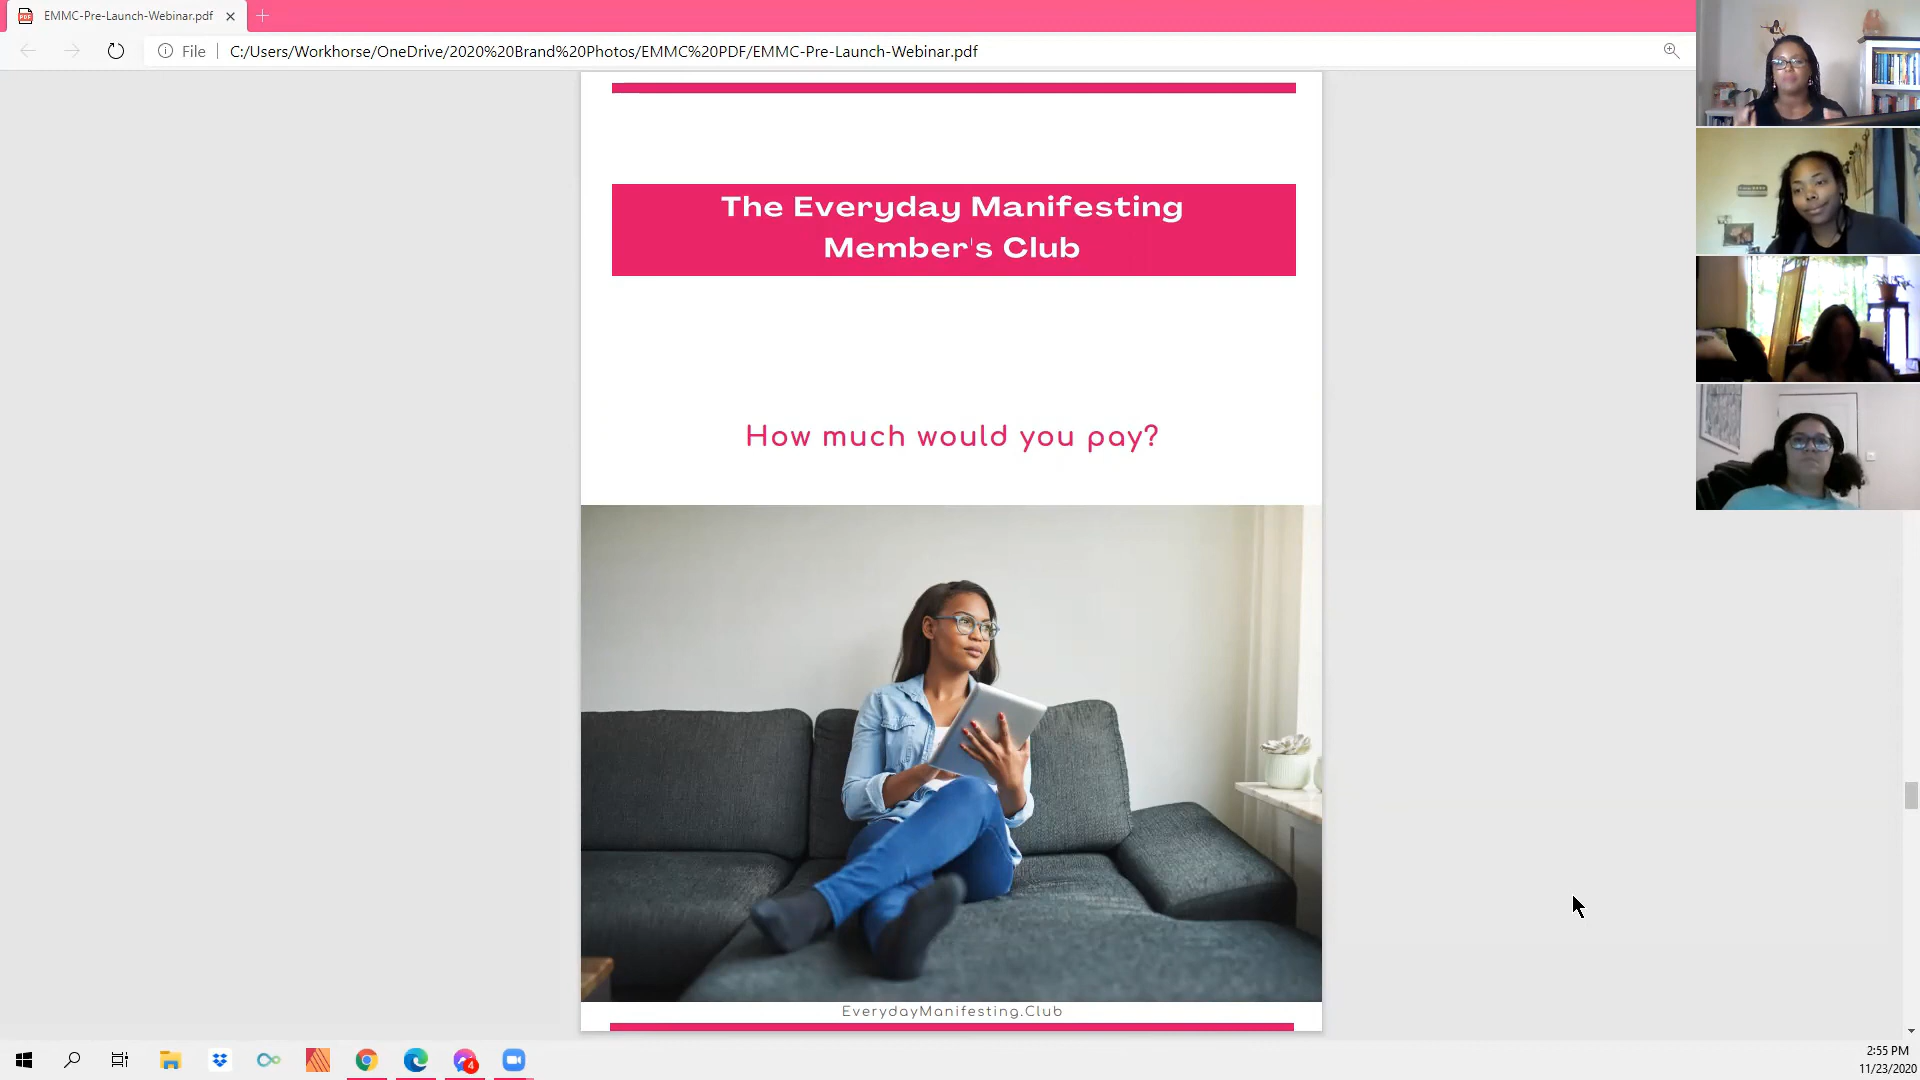 EMMC-Pre-Launch-Webinar.pdf
File
C:/Users/Workhorse/OneDrive/2020%20Brand%20Photos/EMMC%20PDF/EMMC-Pre-Launch-Webinar.pdf
The Everyday Manifesting
Member's Club
How much would you pay?
EverydayManifesting.Club
4
2:55 PM
11/23/2020